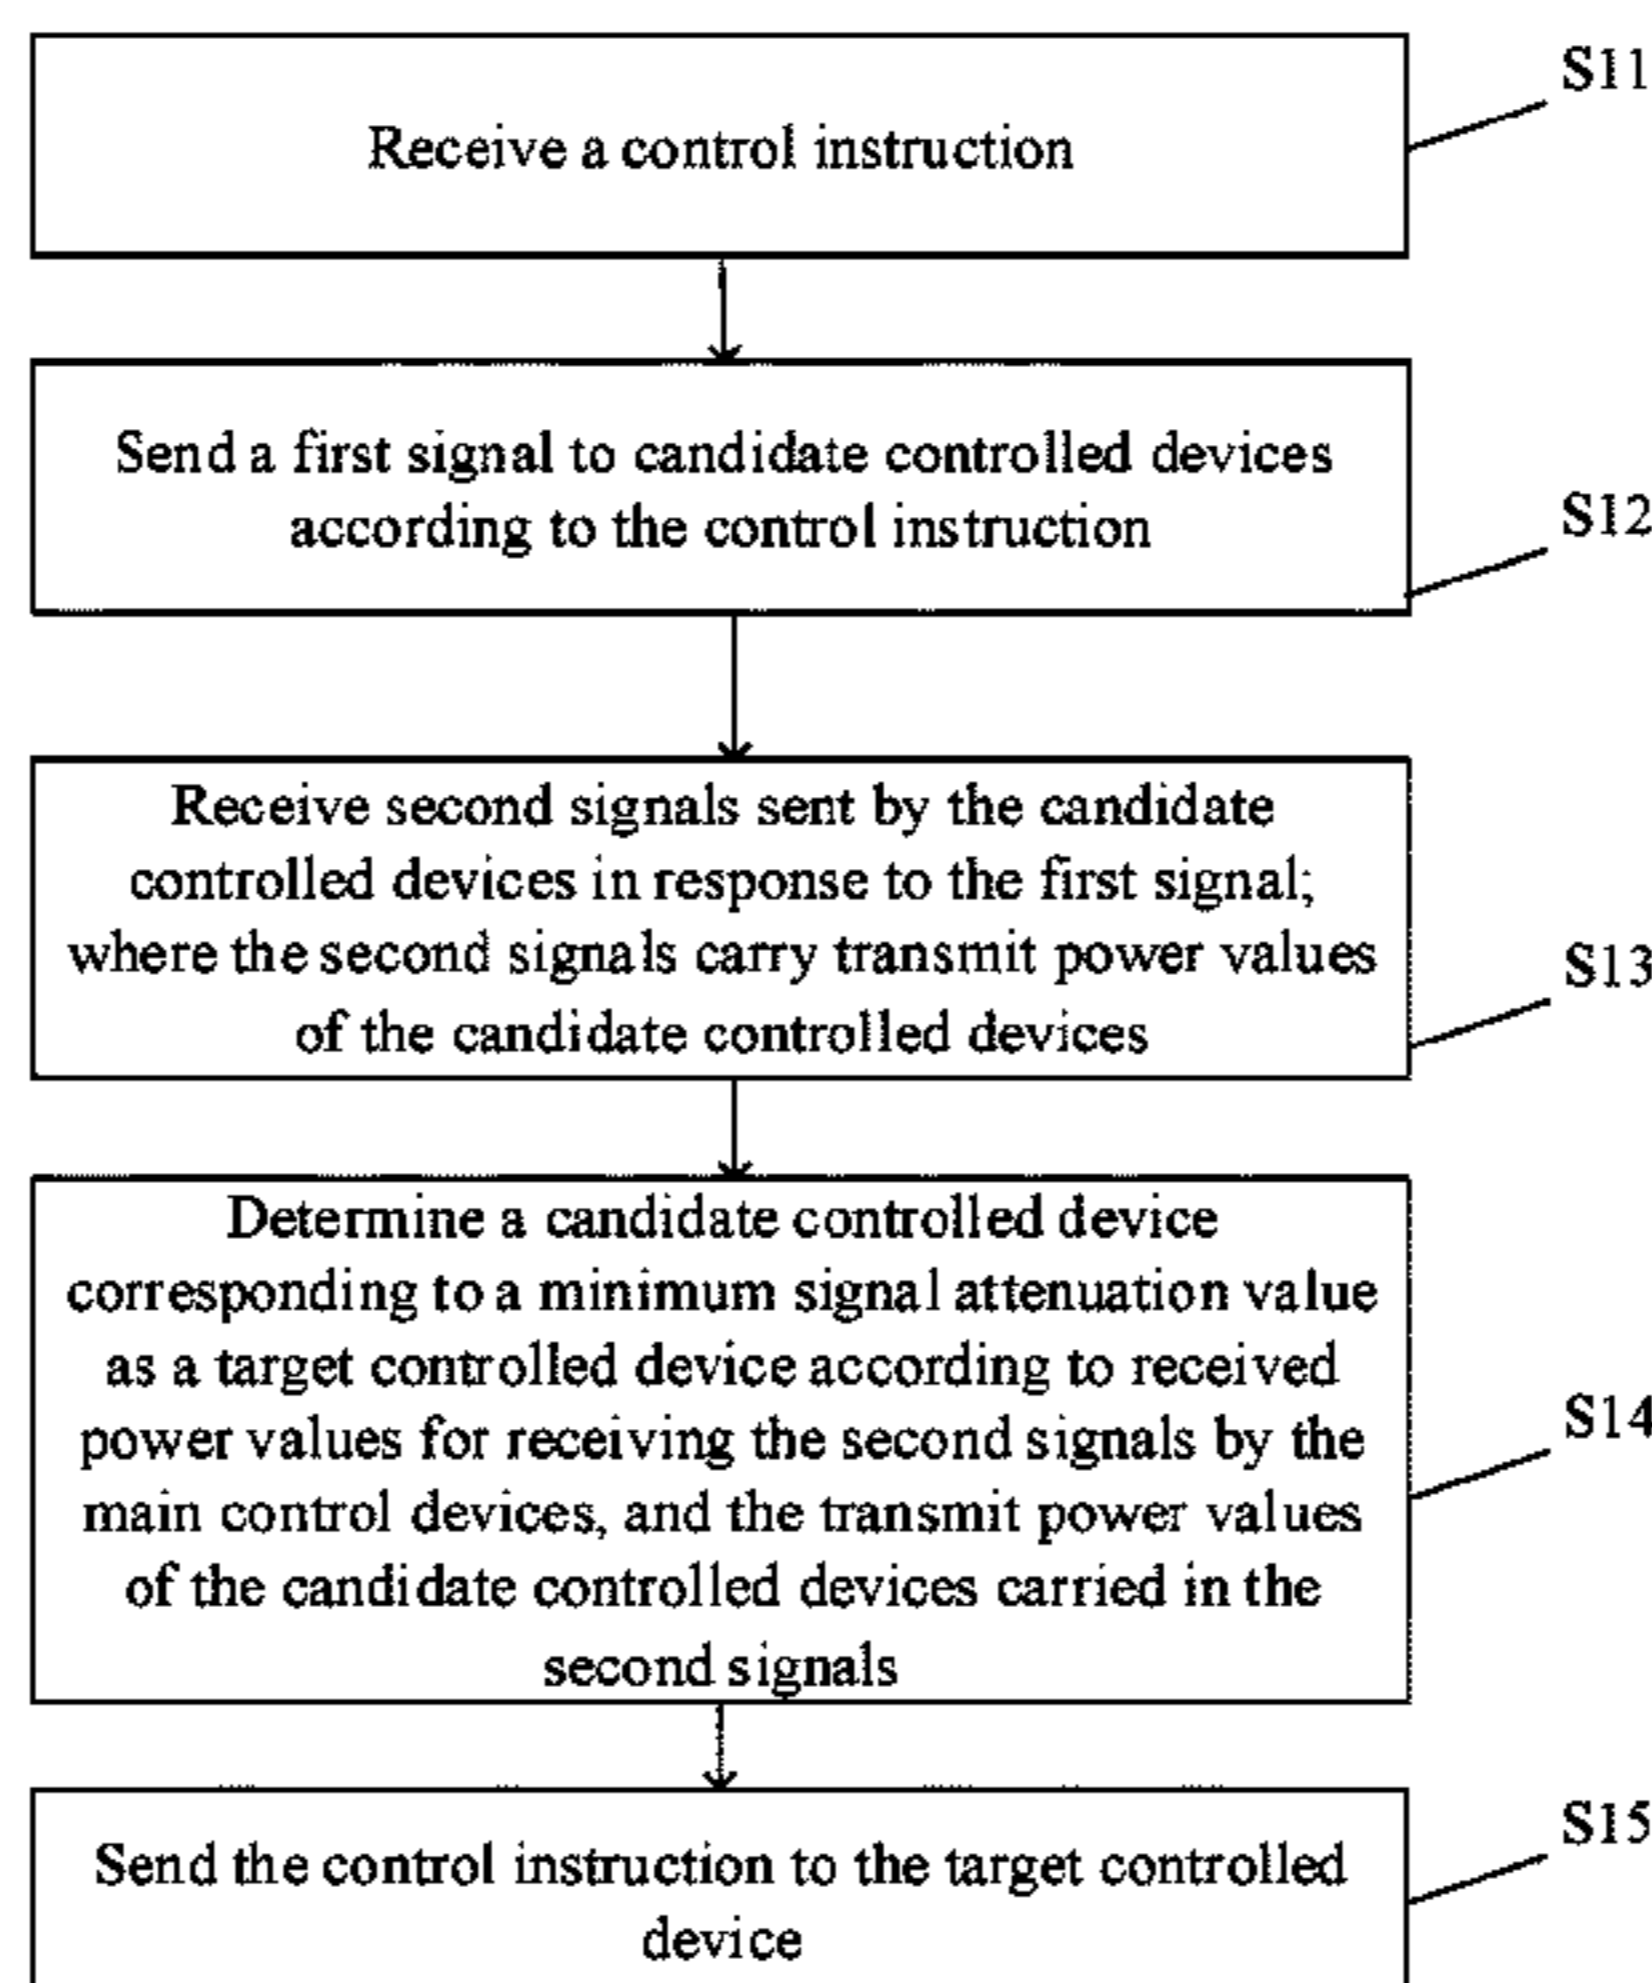 Receive a control instruction
S11
Send a first signal to candidate controlled devices
according to the control instruction
S12
Receive second signals sent by the candidate
controlled devices in response to the first signal;
where the second signals carry transmit power values
of the candidate controlled devices
S13
Determine a candidate controlled device
corresponding to a minimum signal attenuation value
as a target controlled device according to received
power values for receiving the second signals by the
main control devices, and the transmit power values
of the candidate controlled devices carried in the
second signals
S14
Send the control instruction to the target controlled
device
S15